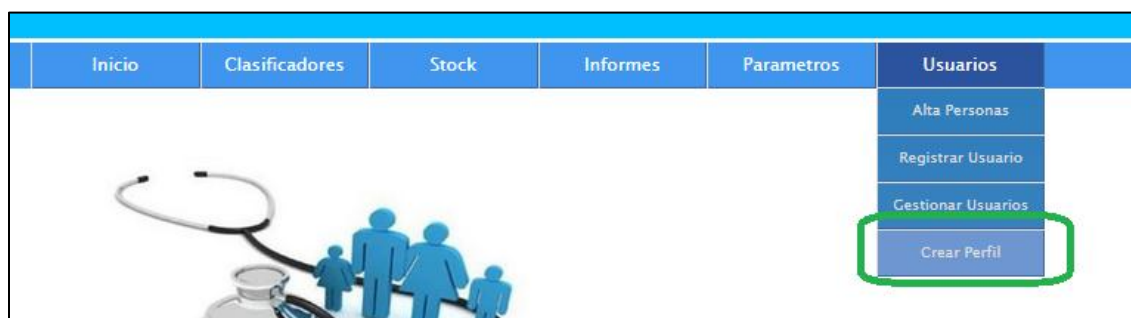 Inicio Clasificadores Stock Informes Parametros Usuarios
Alta Personas
Registrar Usuario
Gestionar Usuarios
Crear Perfil